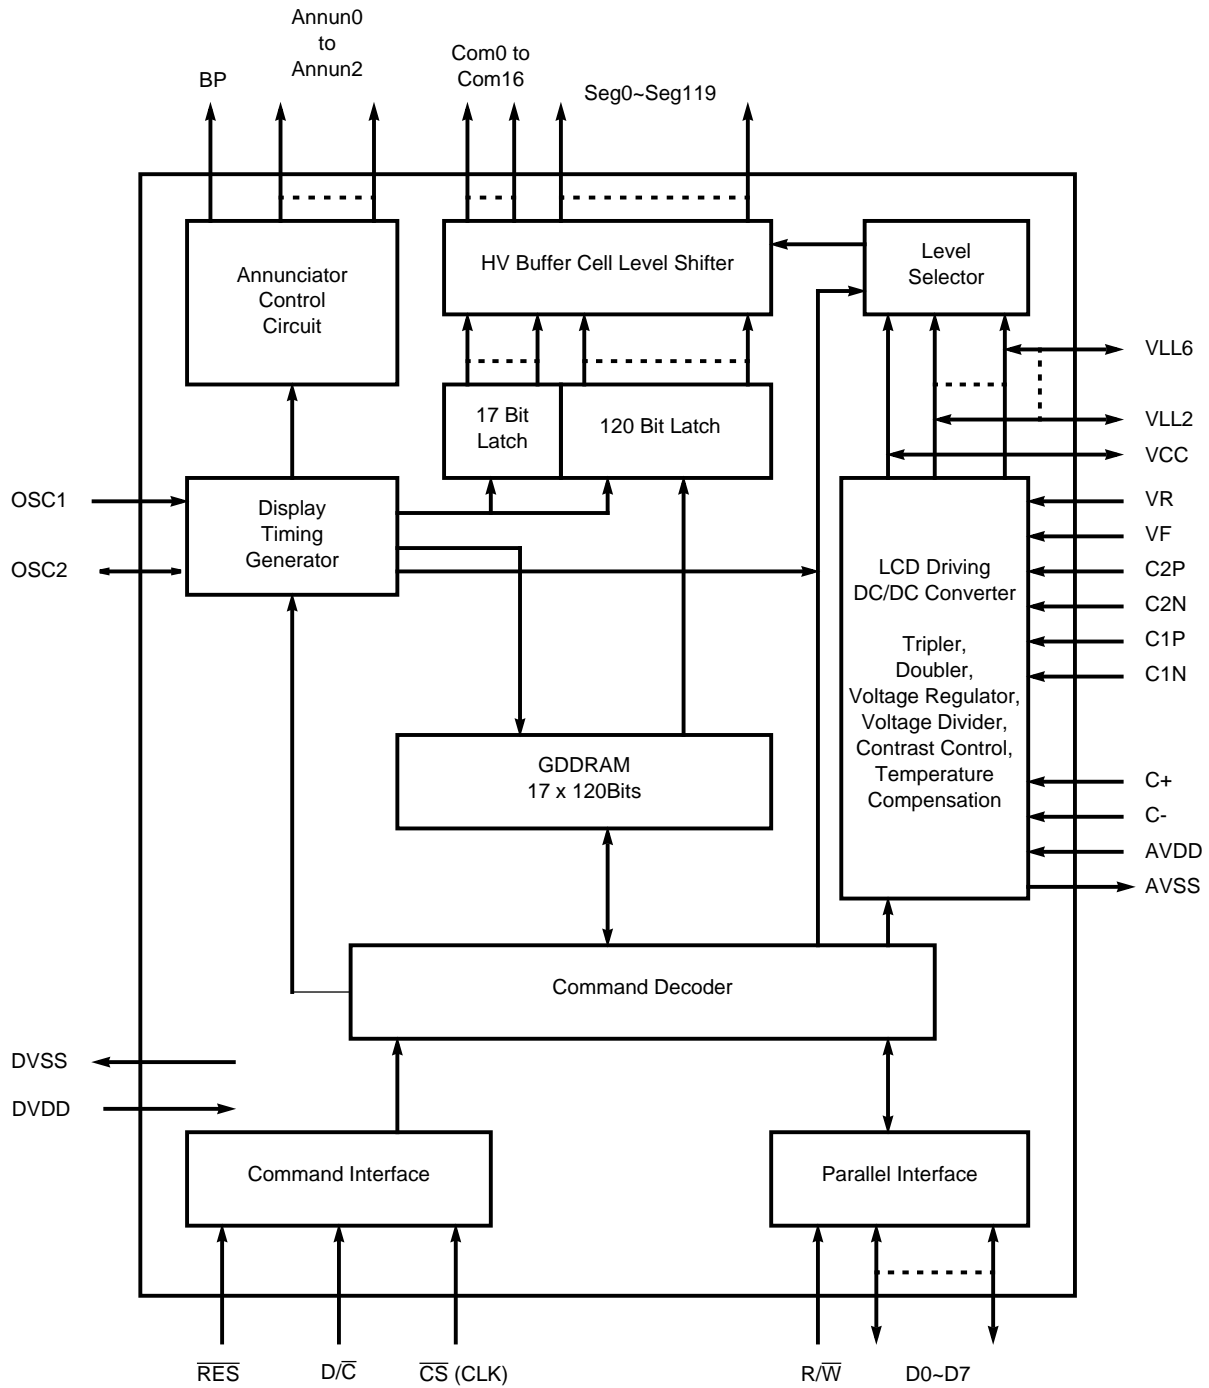 Annun0
to
Annun2
BP
Com0 to
Com16
Seg0~Seg119
Annunciator
Control
Circuit
HV Buffer Cell Level Shifter
Level
Selector
17 Bit
Latch
120 Bit Latch
VLL6
VLL2
VCC
OSC1
OSC2
Display
Timing
Generator
VR
VF
C2P
C2N
C1P
C1N
C+
C-
AVDD
AVSS
LCD Driving
DC/DC Converter
Tripler,
Doubler,
Voltage Regulator,
Voltage Divider,
Contrast Control,
Temperature
Compensation
GDDRAM
17 x 120Bits
Command Decoder
DVSS
DVDD
Command Interface
Parallel Interface
R̅E̅S̅
D/C̅
C̅S̅ (CLK)
R/W̅
D0~D7